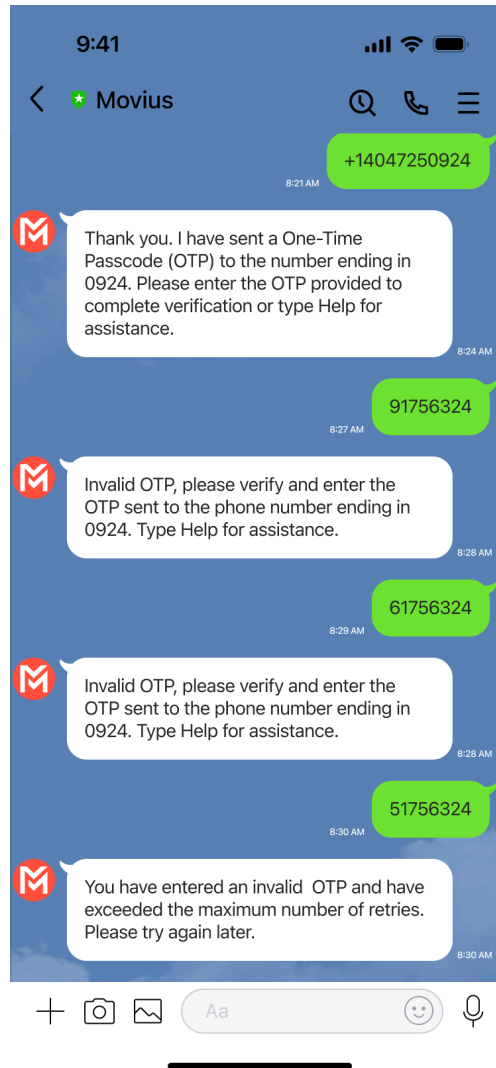 9:41
Movius
+14047250924
8:21 AM
Thank you. I have sent a One-Time
Passcode (OTP) to the number ending in
0924. Please enter the OTP provided to
complete verification or type Help for
assistance.
8:24 AM
91756324
8:27 AM
Invalid OTP, please verify and enter the
OTP sent to the phone number ending in
0924. Type Help for assistance.
8:28 AM
61756324
8:29 AM
Invalid OTP, please verify and enter the
OTP sent to the phone number ending in
0924. Type Help for assistance.
8:28 AM
51756324
8:30 AM
You have entered an invalid  OTP and have
exceeded the maximum number of retries.
Please try again later.
8:30 AM
Aa